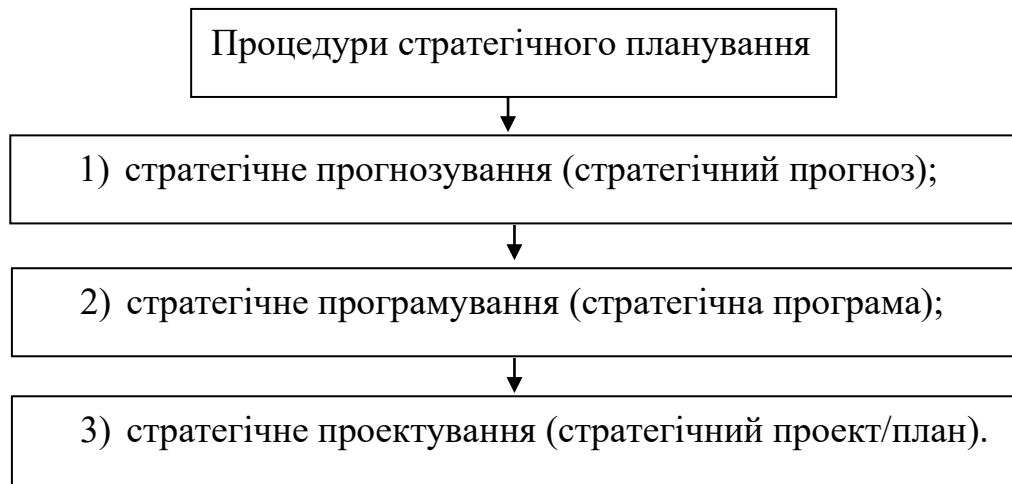 Процедури стратегічного планування
1) стратегічне прогнозування (стратегічний прогноз);
2) стратегічне програмування (стратегічна програма);
3) стратегічне проектування (стратегічний проект/план).